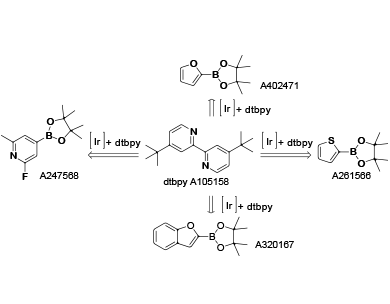 O
O
B
O
A402471
[Ir]+ dtbpy
O
B
O
N
F
A247568
[Ir]+ dtbpy
N
N
dtbpy A105158
[Ir]+ dtbpy
S
O
B
O
A261566
[Ir]+ dtbpy
O
O
B
O
A320167